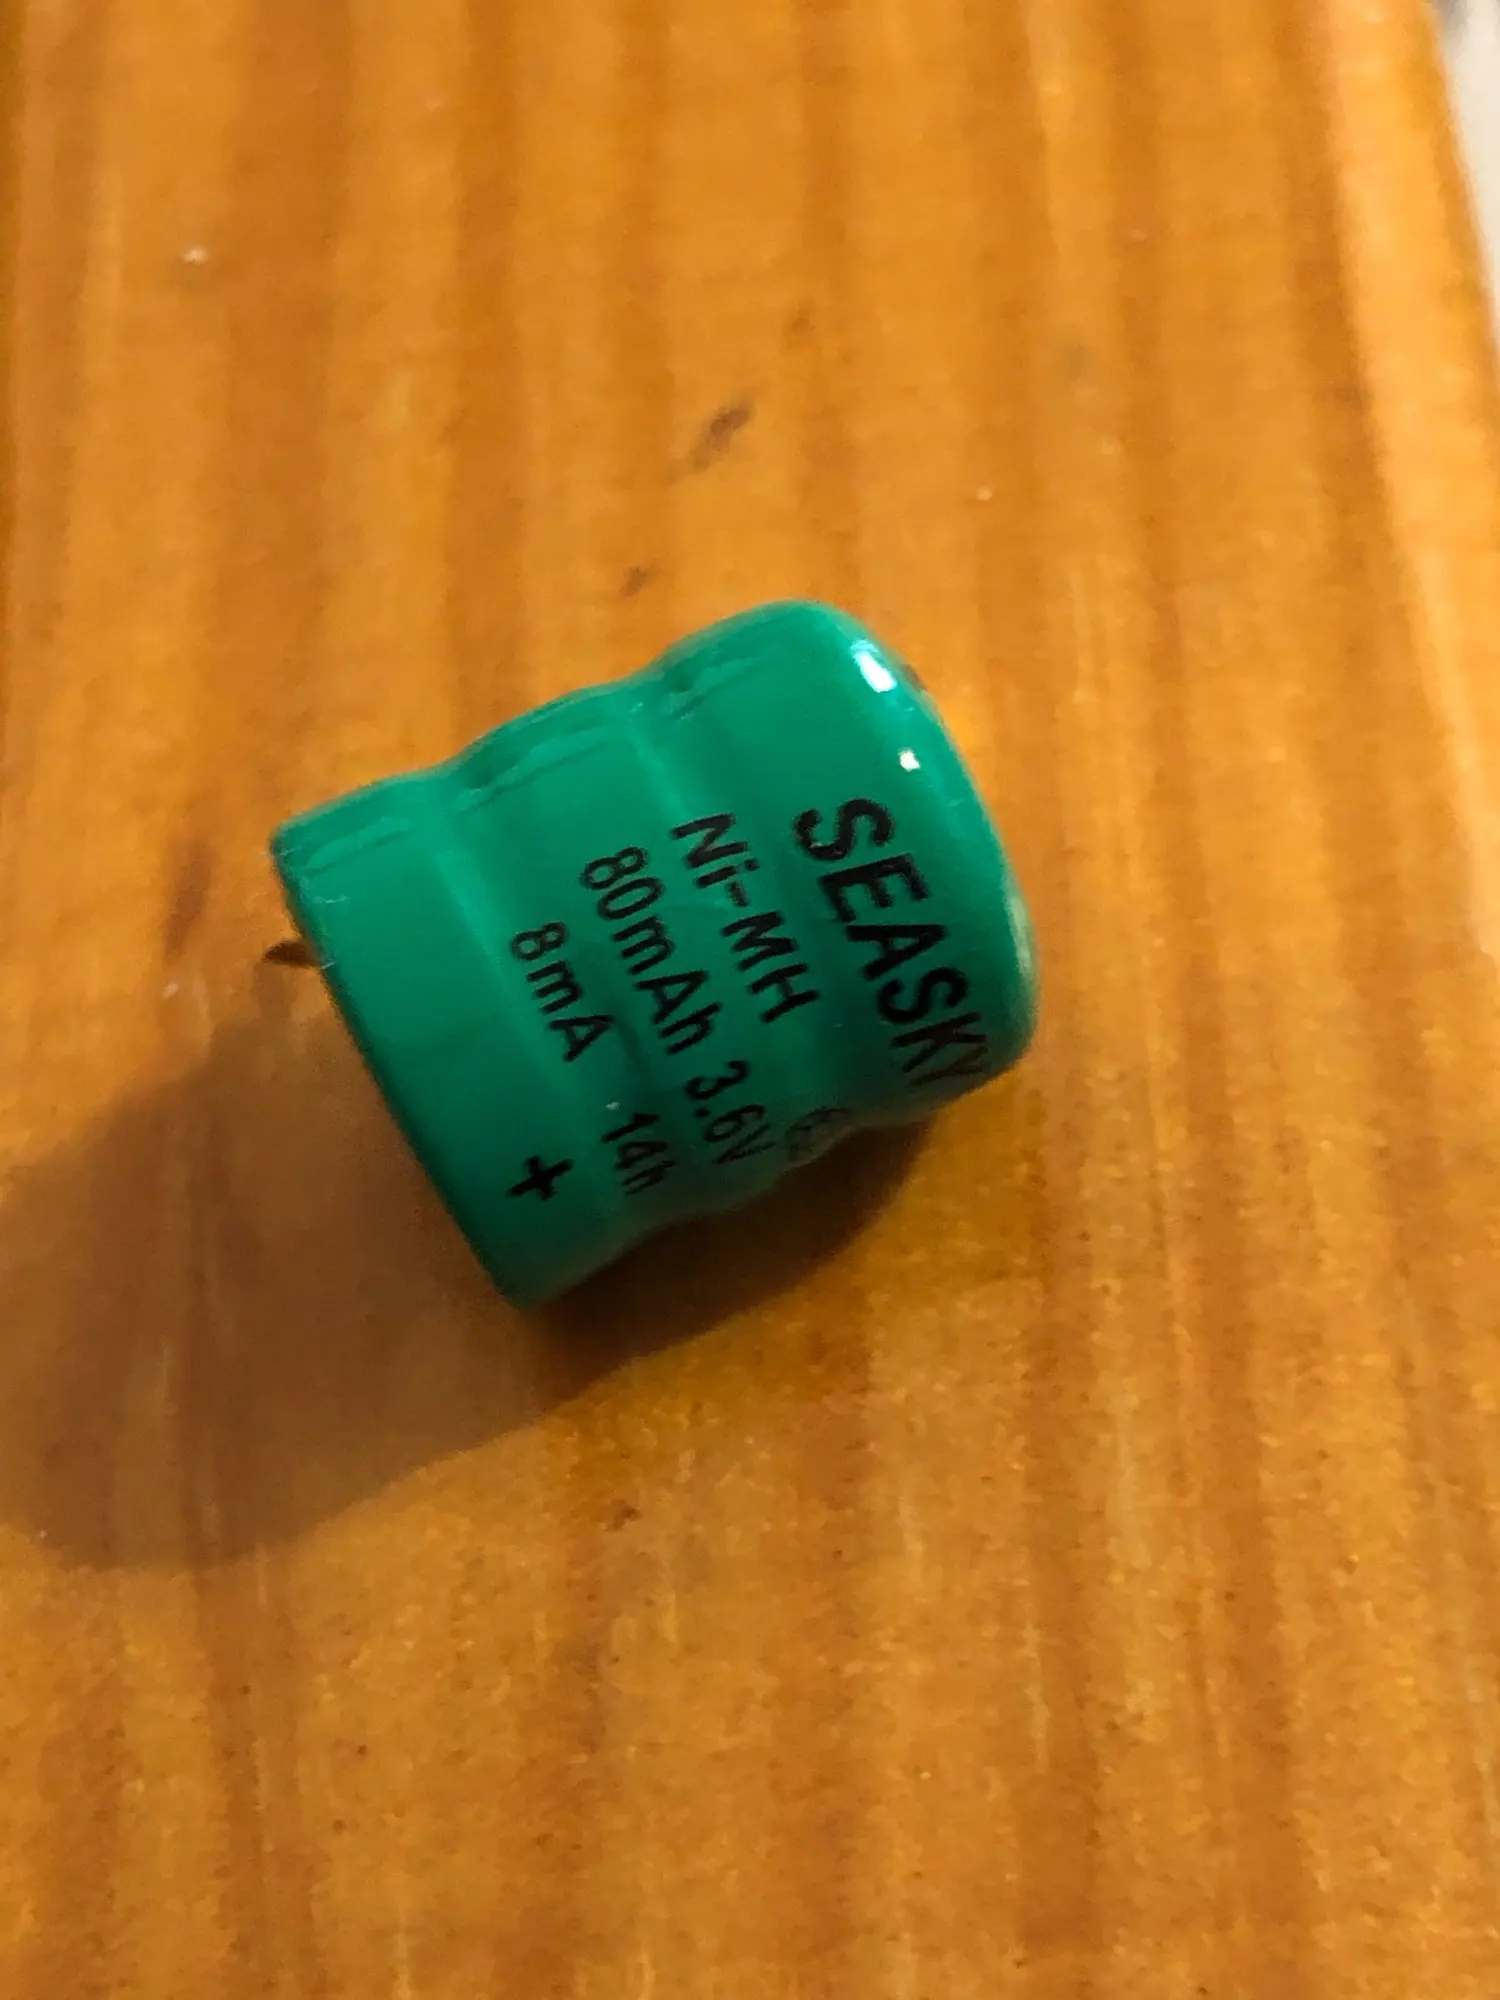 SEASKY
Ni-MH
80mAh 3.6V
8mA 14h
+